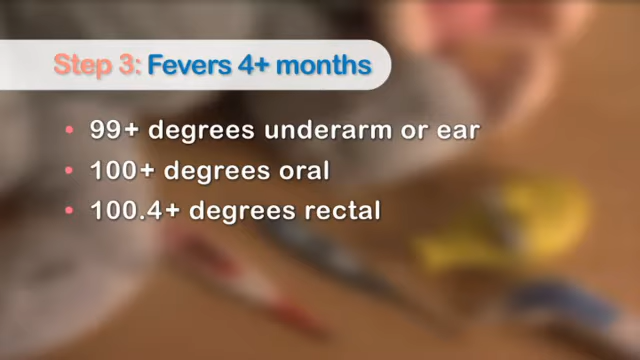 Step 3: Fevers 4+ months
• 99+ degrees underarm or ear
• 100+ degrees oral
• 100.4+ degrees rectal